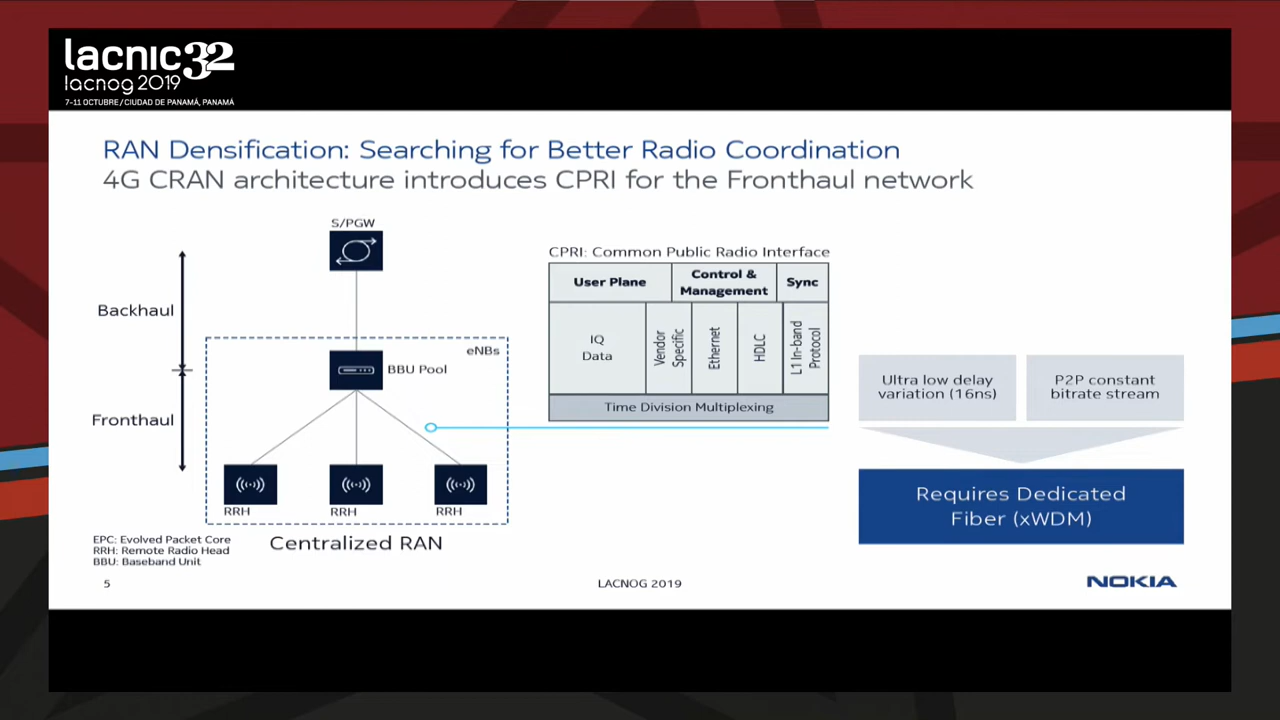 lacnic 32
lacnog 2019
7-11 OCTUBRE / CIUDAD DE PANAMÁ, PANAMÁ
RAN Densification: Searching for Better Radio Coordination
4G CRAN architecture introduces CPRI for the Fronthaul network
S/PGW
Backhaul
eNBs
BBU Pool
Fronthaul
RRH
RRH
RRH
Centralized RAN
EPC: Evolved Packet Core
RRH: Remote Radio Head
BBU: Baseband Unit
CPRI: Common Public Radio Interface
User Plane
Control &
Management
Sync
IQ
Data
Vendor
Specific
Ethernet
HDLC
L1 In-band
Protocol
Time Division Multiplexing
Ultra low delay
variation (16ns)
P2P constant
bitrate stream
Requires Dedicated
Fiber (xWDM)
5
LACNOG 2019
NOKIA